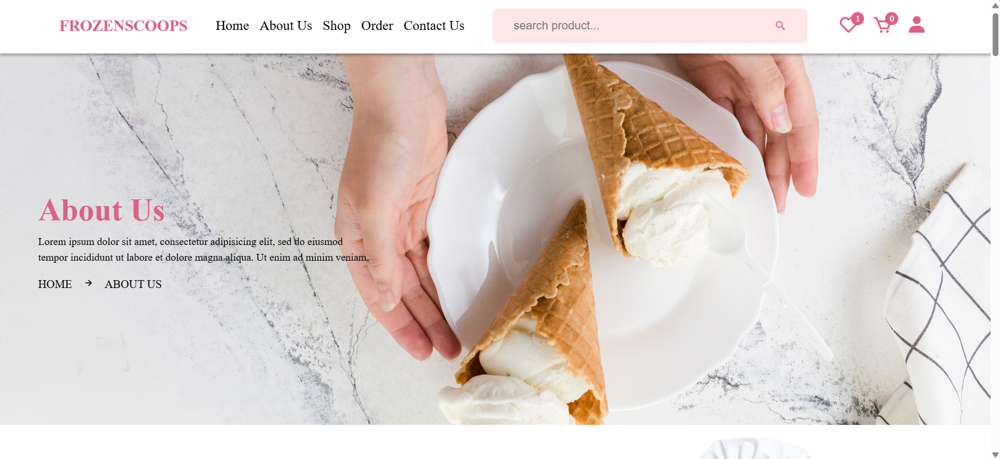 FROZENSCOOPS
Home About Us Shop Order Contact Us
search product...
1
0
About Us
Lorem ipsum dolor sit amet, consectetur adipisicing elit, sed do eiusmod
tempor incididunt ut labore et dolore magna aliqua. Ut enim ad minim veniam,
HOME → ABOUT US